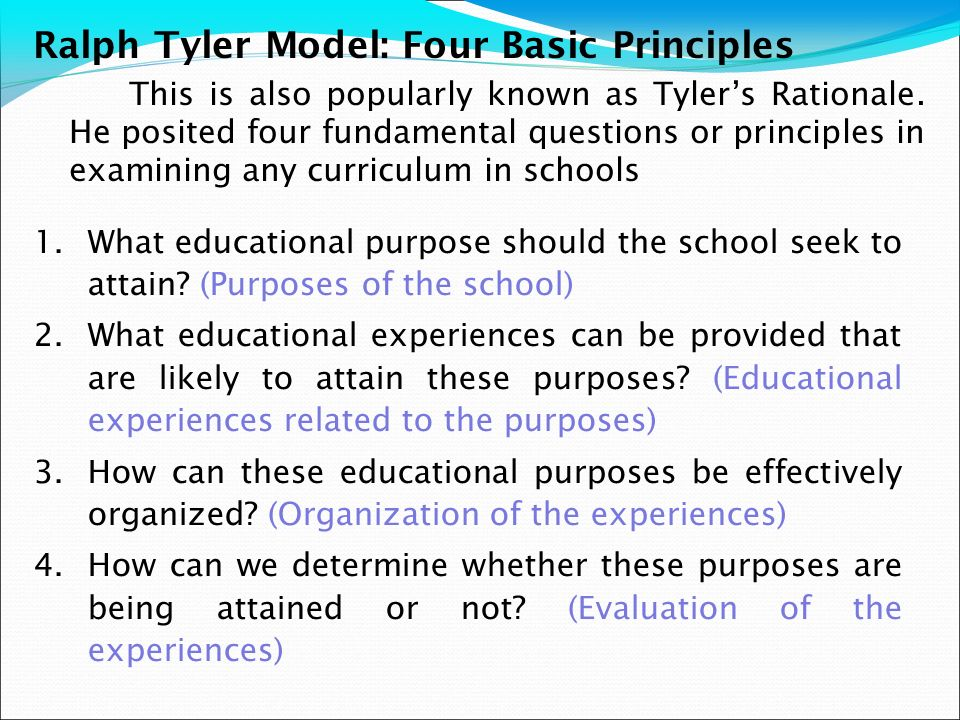 Ralph Tyler Model: Four Basic Principles
This is also popularly known as Tyler’s Rationale.
He posited four fundamental questions or principles in
examining any curriculum in schools
1. What educational purpose should the school seek to
attain? (Purposes of the school)
2. What educational experiences can be provided that
are likely to attain these purposes? (Educational
experiences related to the purposes)
3. How can these educational purposes be effectively
organized? (Organization of the experiences)
4. How can we determine whether these purposes are
being attained or not? (Evaluation of the
experiences)